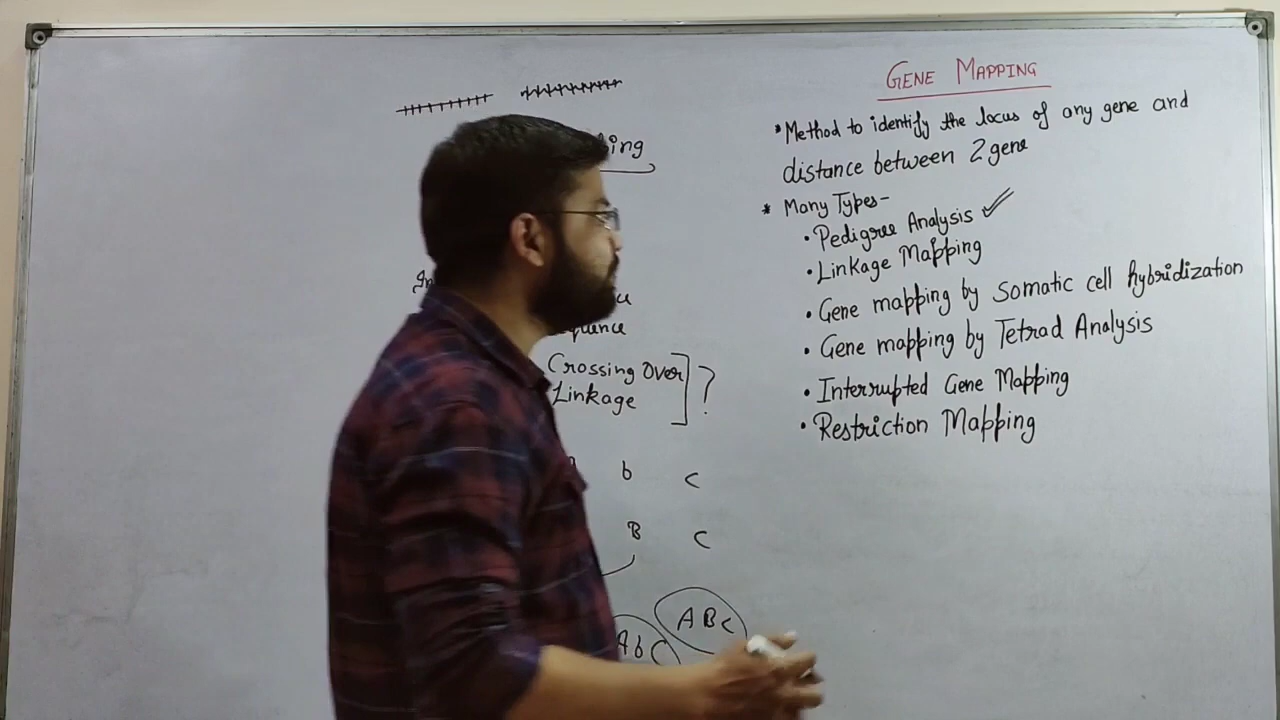 GENE MAPPING
* Method to identify the locus of any gene and
distance between 2 gene
* Many Types-
• Pedigree Analysis ✓
• Linkage Mapping
• Gene mapping by Somatic cell hybridization
• Gene mapping by Tetrad Analysis
• Interrupted Gene Mapping
• Restriction Mapping
Crossing Over
Linkage ?
b C
B C
AbC ABC